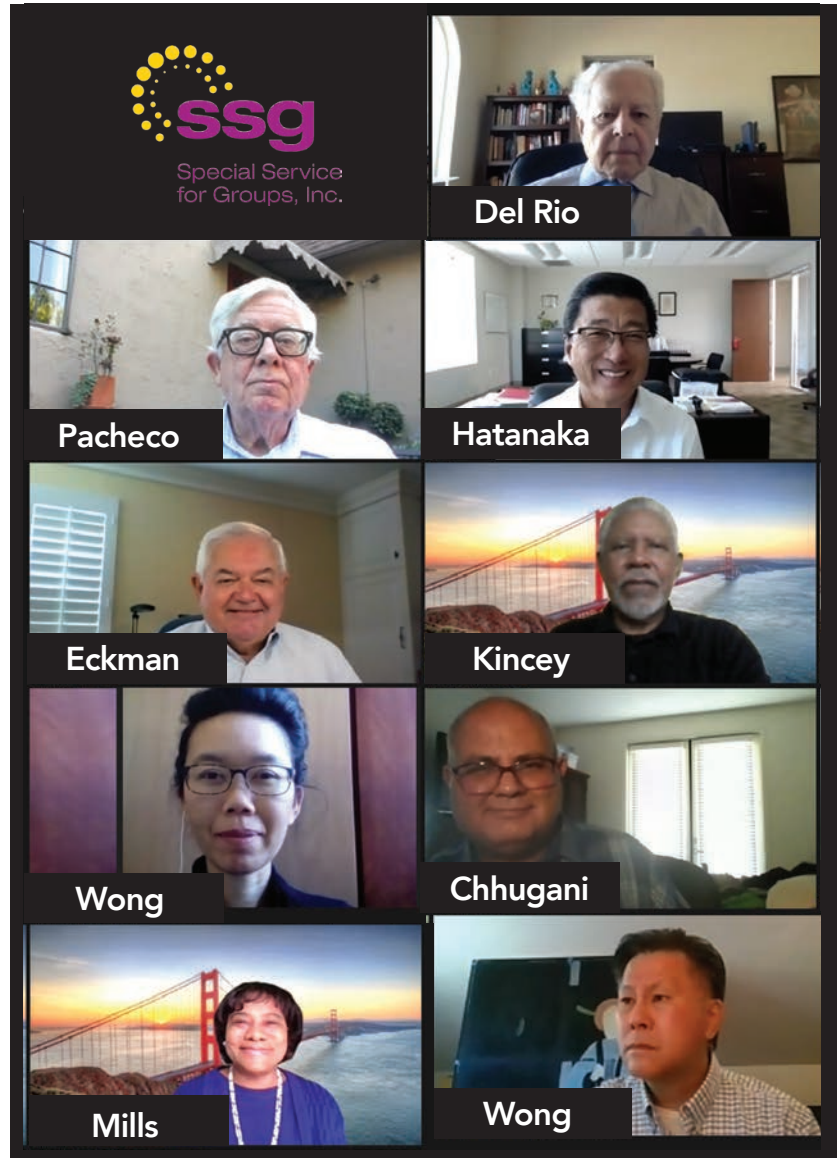 ssg
Special Service
for Groups, Inc.
Del Rio
Pacheco
Hatanaka
Eckman
Kincey
Wong
Chhugani
Mills
Wong